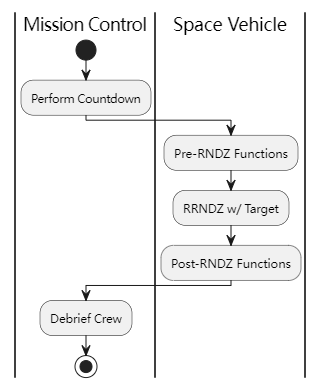 Mission Control
Space Vehicle
Perform Countdown
Pre-RNDZ Functions
RRNDZ w/ Target
Post-RNDZ Functions
Debrief Crew